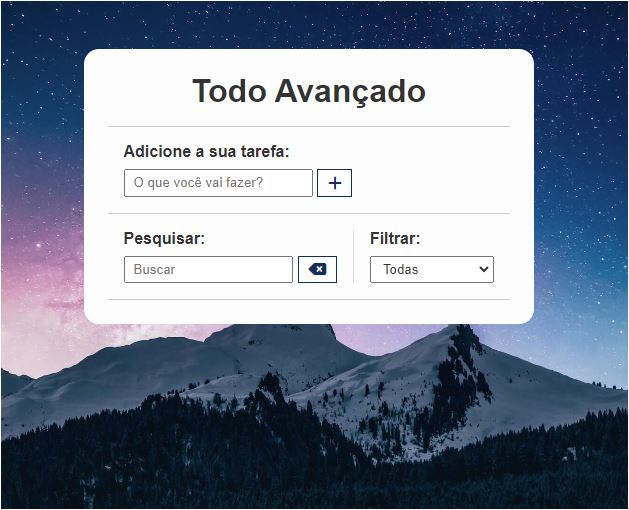 Todo Avançado
Adicione a sua tarefa:
O que você vai fazer?
Pesquisar:
Filtrar:
Buscar
Todas